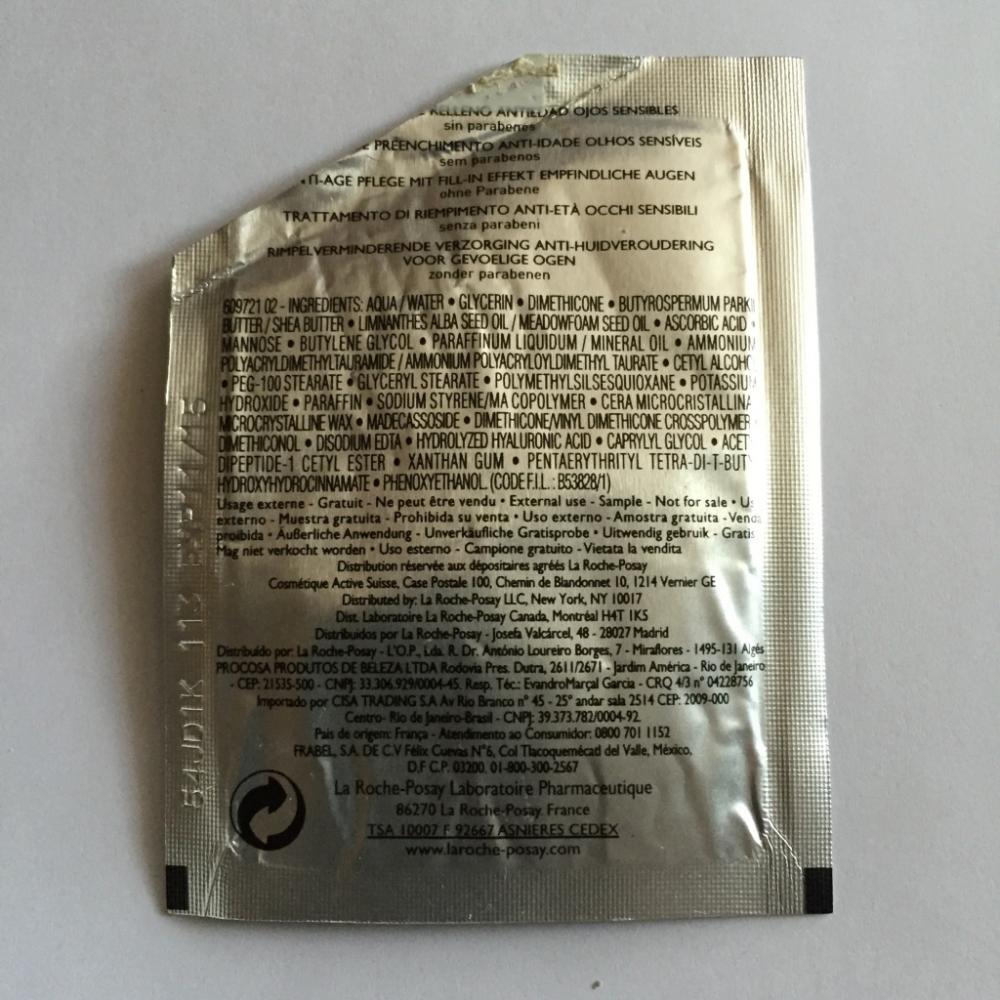 RELLENO ANTIEDAD OJOS SENSIBLES
sin parabenes
PREENCHIMENTO ANTI-IDADE OLHOS SENSÍVEIS
sem parabenos
TI-AGE PFLEGE MIT FILL-IN EFFEKT EMPFINDLICHE AUGEN
ohne Parabene
TRATTAMENTO DI RIEMPIMENTO ANTI-ETÀ OCCHI SENSIBILI
senza parabeni
RIMPELVERMINDERENDE VERZORGING ANTI-HUIDVEROUDERING
VOOR GEVOELIGE OGEN
zonder parabenen
609721 02 - INGREDIENTS: AQUA / WATER • GLYCERIN • DIMETHICONE • BUTYROSPERMUM PARKII
BUTTER / SHEA BUTTER • LIMNANTHES ALBA SEED OIL / MEADOWFOAM SEED OIL • ASCORBIC ACID •
MANNOSE • BUTYLENE GLYCOL • PARAFFINUM LIQUIDUM / MINERAL OIL • AMMONIUM
POLYACRYLDIMETHYLTAURAMIDE / AMMONIUM POLYACRYLOYLDIMETHYL TAURATE • CETYL ALCOHO
• PEG-100 STEARATE • GLYCERYL STEARATE • POLYMETHYLSILSESQUIOXANE • POTASSIUM
HYDROXIDE • PARAFFIN • SODIUM STYRENE/MA COPOLYMER • CERA MICROCRISTALLINA
MICROCRYSTALLINE WAX • MADECASSOSIDE • DIMETHICONE/VINYL DIMETHICONE CROSSPOLYMER •
DIMETHICONOL • DISODIUM EDTA • HYDROLYZED HYALURONIC ACID • CAPRYLYL GLYCOL • ACET
DIPEPTIDE-1 CETYL ESTER • XANTHAN GUM • PENTAERYTHRITYL TETRA-DI-T-BUT
HYDROXYHYDROCINNAMATE • PHENOXYETHANOL. (CODE F.I.L. : B53828/1)
Usage externe - Gratuit - Ne peut être vendu • External use - Sample - Not for sale • Us
externo - Muestra gratuita - Prohibida su venta • Uso externo - Amostra gratuita - Venda
proibida • Äußerliche Anwendung - Unverkäufliche Gratisprobe • Uitwendig gebruik - Gratis
Mag niet verkocht worden • Uso esterno - Campione gratuito - Vietata la vendita
Distribution réservée aux dépositaires agréés La Roche-Posay
Cosmétique Active Suisse, Case Postale 100, Chemin de Blandonnet 10, 1214 Vernier GE
Distributed by: La Roche-Posay LLC, New York, NY 10017
Dist. Laboratoire La Roche-Posay Canada, Montréal H4T 1K5
Distribuidos por La Roche-Posay - Josefa Valcárcel, 48 - 28027 Madrid
Distribuído por: La Roche-Posay - L'O.P., Lda. R. Dr. António Loureiro Borges, 7 - Miraflores - 1495-131 Algés
PROCOSA PRODUTOS DE BELEZA LTDA Rodovia Pres. Dutra, 2611/2671 - Jardim América - Rio de Janeiro
- CEP: 21535-500 - CNPJ: 33.306.929/0004-45. Resp. Téc.: EvandroMarçal Garcia - CRQ 4/3 n° 04228756
Importado por CISA TRADING S.A Av Rio Branco n° 45 - 25° andar sala 2514 CEP: 2009-000
Centro- Rio de Janeiro-Brasil - CNPJ: 39.373.782/0004-92.
País de origem: França - Atendimento ao Consumidor: 0800 701 1152
FRABEL, S.A. DE C.V Félix Cuevas N°6, Col Tlacoquemécatl del Valle, México,
D.F C.P. 03200. 01-800-300-2567
La Roche-Posay Laboratoire Pharmaceutique
86270 La Roche-Posay France
TSA 10007 F 92667 ASNIERES CEDEX
www.laroche-posay.com
54JD1K 113 EXP11/15